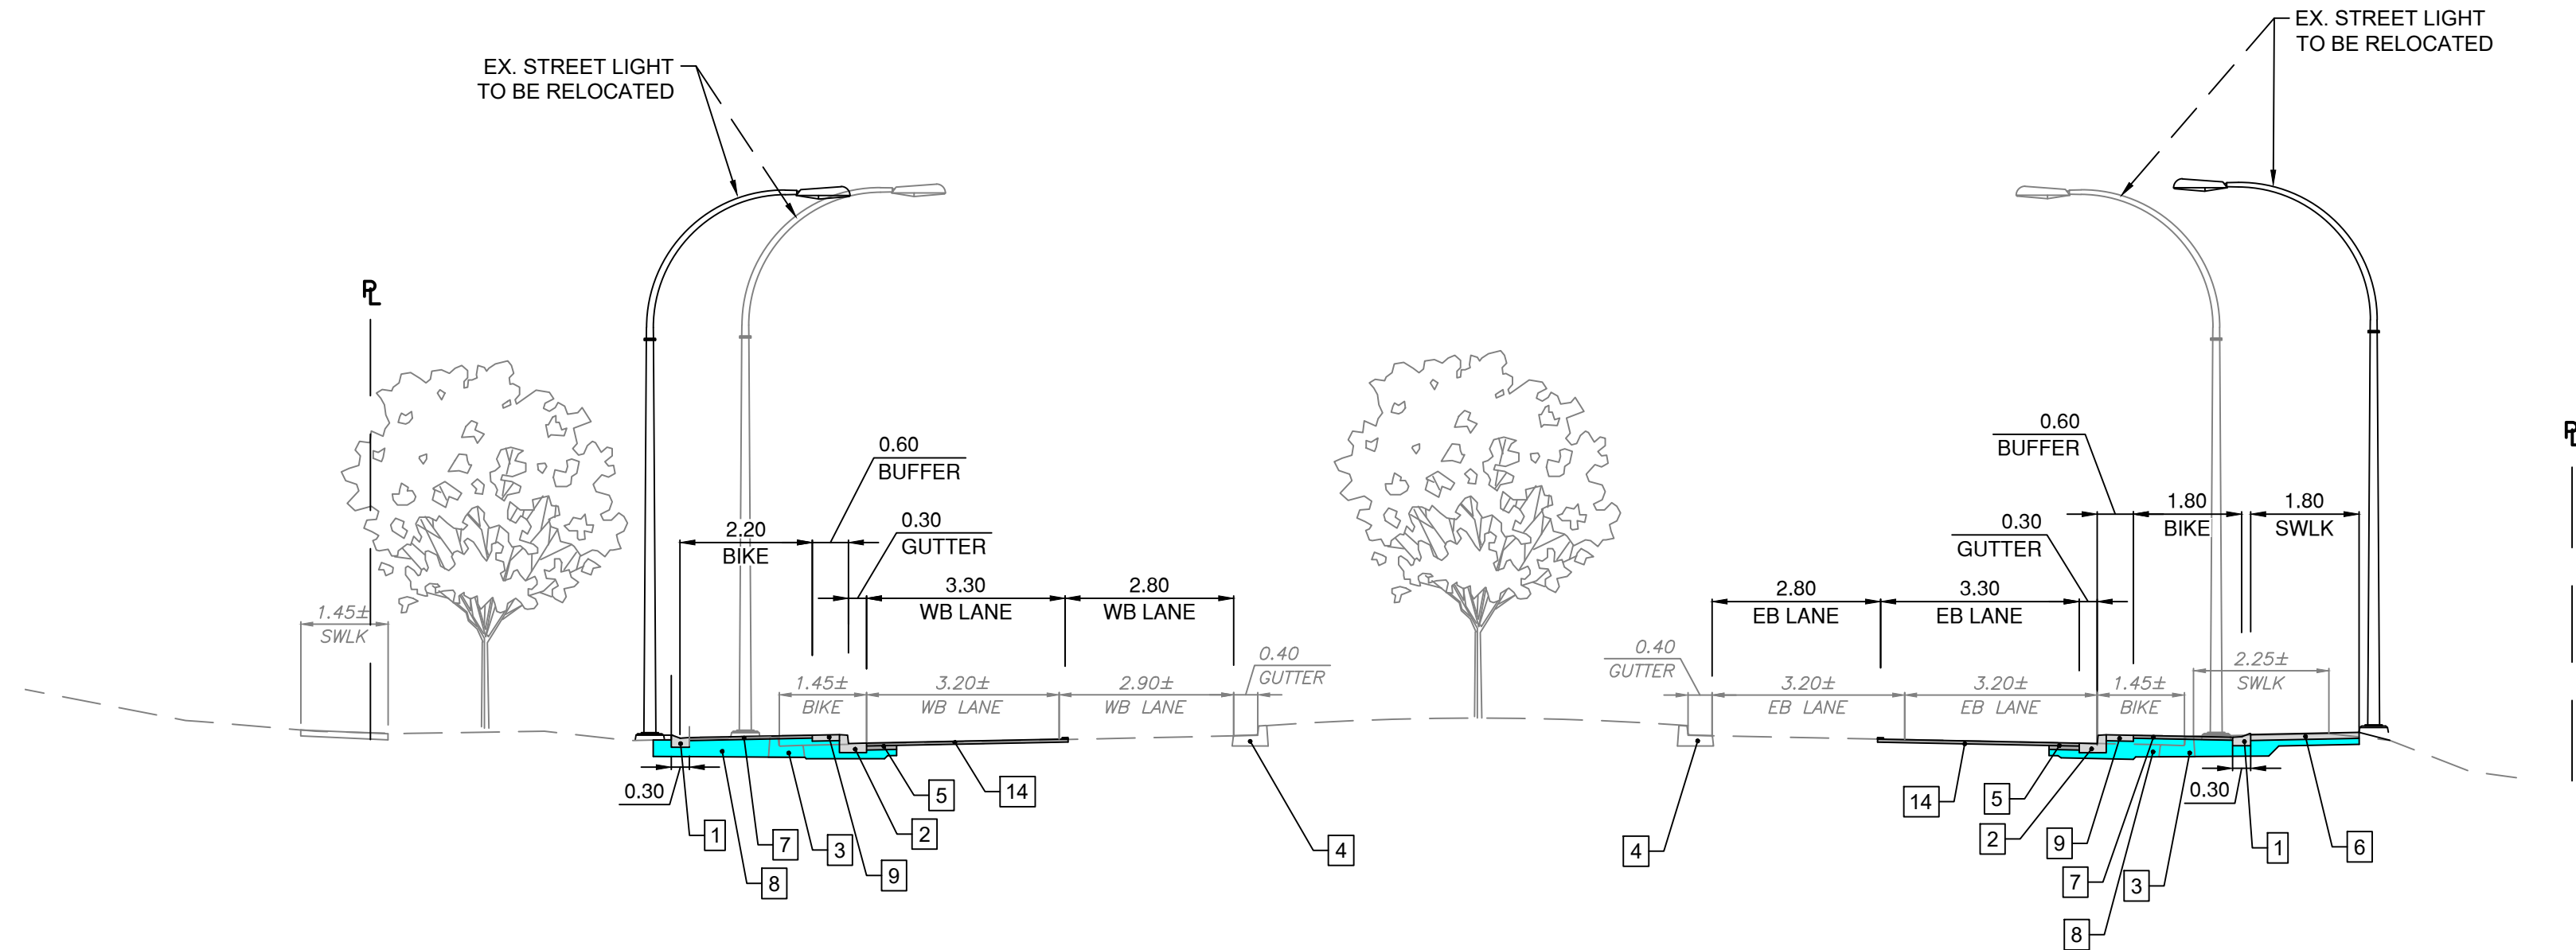 EX. STREET LIGHT
TO BE RELOCATED
EX. STREET LIGHT
TO BE RELOCATED
PL
PL
0.60
BUFFER
2.20
BIKE
0.30
GUTTER
3.30
WB LANE
2.80
WB LANE
1.45±
SWLK
1.45±
BIKE
3.20±
WB LANE
2.90±
WB LANE
0.40
GUTTER
0.60
BUFFER
1.80
BIKE
1.80
SWLK
0.30
GUTTER
2.80
EB LANE
3.30
EB LANE
0.40
GUTTER
3.20±
EB LANE
3.20±
EB LANE
1.45±
BIKE
2.25±
SWLK
0.30
1
7
8
3
9
2
5
14
4
4
14
5
2
9
7
8
3
0.30
1
6